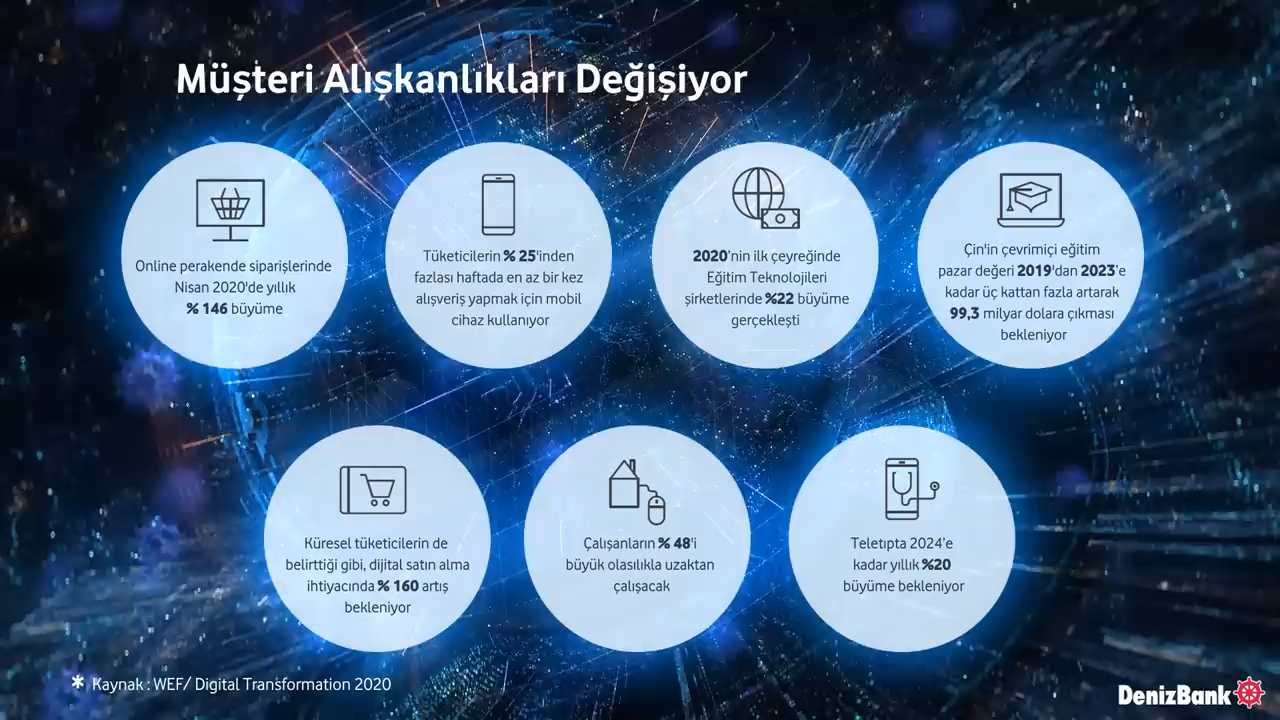 Müşteri Alışkanlıkları Değişiyor
Online perakende siparişlerinde
Nisan 2020'de yıllık
% 146 büyüme
Tüketicilerin % 25'inden
fazlası haftada en az bir kez
alışveriş yapmak için mobil
cihaz kullanıyor
2020'nin ilk çeyreğinde
Eğitim Teknolojileri
şirketlerinde %22 büyüme
gerçekleşti
Çin'in çevrimiçi eğitim
pazar değeri 2019'dan 2023'e
kadar üç kattan fazla artarak
99,3 milyar dolara çıkması
bekleniyor
Küresel tüketicilerin de
belirttiği gibi, dijital satın alma
ihtiyacında % 160 artış
bekleniyor
Çalışanların % 48'i
büyük olasılıkla uzaktan
çalışacak
Teletıpta 2024'e
kadar yıllık %20
büyüme bekleniyor
* Kaynak : WEF/ Digital Transformation 2020
DenizBank